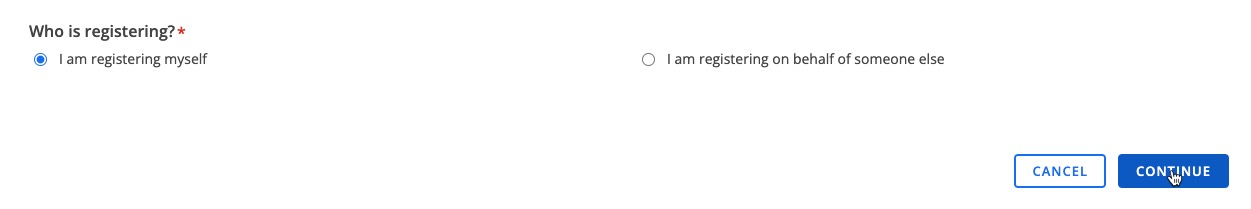 Who is registering?*
I am registering myself
I am registering on behalf of someone else
CANCEL
CONTINUE